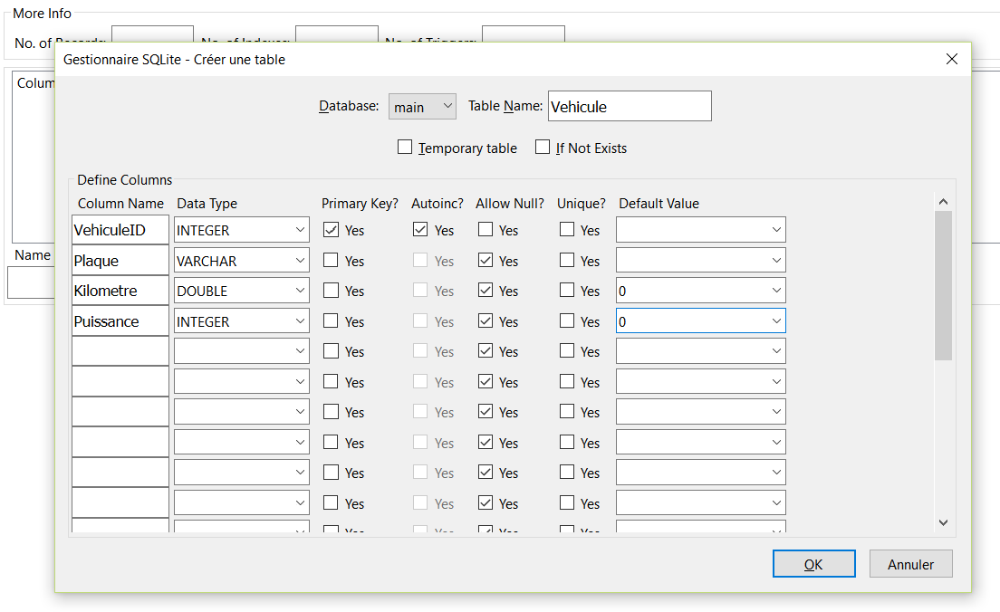 More Info
No. of Records: No. of Indexes: No. of Triggers:
Gestionnaire SQLite - Créer une table
Colum
Database: main Table Name: Vehicule
Temporary table If Not Exists
Define Columns
Column Name Data Type Primary Key? Autoinc? Allow Null? Unique? Default Value
VehiculeID INTEGER Yes Yes Yes Yes
Name
Plaque VARCHAR Yes Yes Yes Yes
Kilometre DOUBLE Yes Yes Yes Yes 0
Puissance INTEGER Yes Yes Yes Yes 0
Yes Yes Yes Yes
Yes Yes Yes Yes
Yes Yes Yes Yes
Yes Yes Yes Yes
Yes Yes Yes Yes
Yes Yes Yes Yes
Yes Yes Yes Yes
OK Annuler